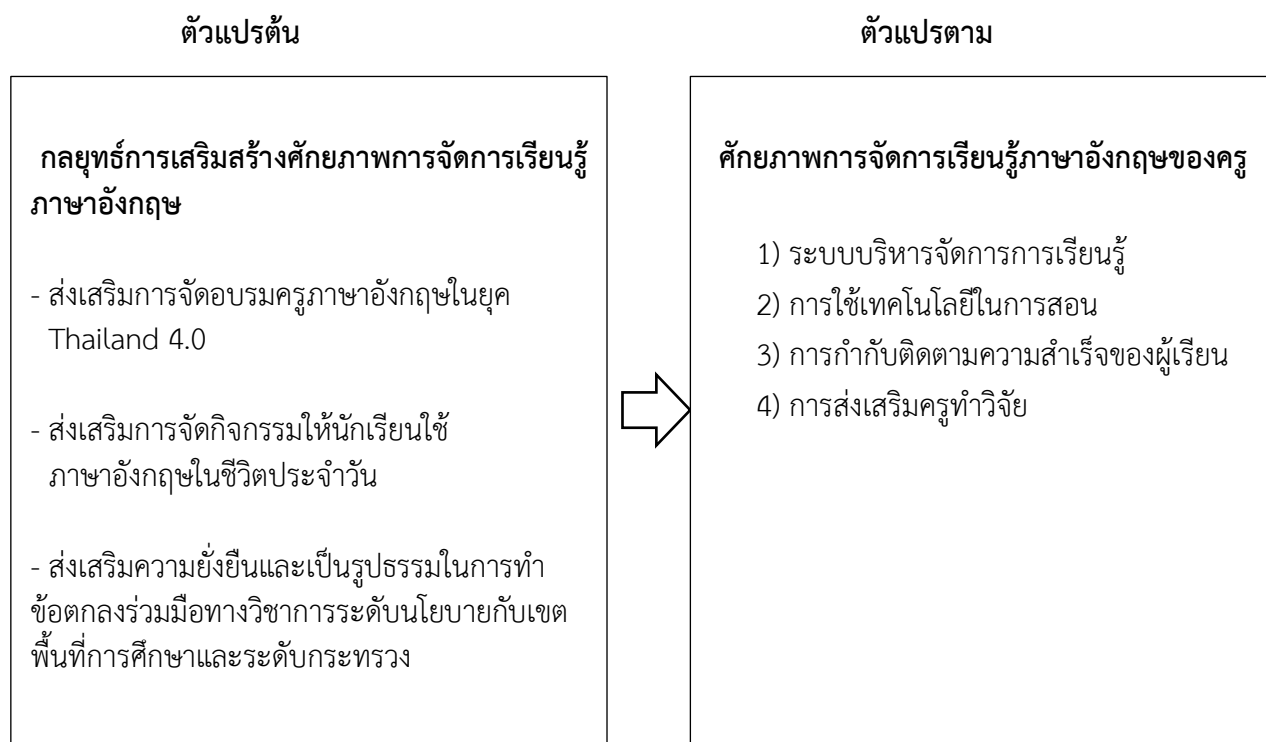 ตัวแปรต้น
ตัวแปรตาม
กลยุทธ์การเสริมสร้างศักยภาพการจัดการเรียนรู้
ภาษาอังกฤษ
- ส่งเสริมการจัดอบรมครูภาษาอังกฤษในยุค
Thailand 4.0
- ส่งเสริมการจัดกิจกรรมให้นักเรียนใช้
ภาษาอังกฤษในชีวิตประจำวัน
- ส่งเสริมความยั่งยืนและเป็นรูปธรรมในการทำ
ข้อตกลงร่วมมือทางวิชาการระดับนโยบายกับเขต
พื้นที่การศึกษาและระดับกระทรวง
ศักยภาพการจัดการเรียนรู้ภาษาอังกฤษของครู
1) ระบบบริหารจัดการการเรียนรู้
2) การใช้เทคโนโลยีในการสอน
3) การกำกับติดตามความสำเร็จของผู้เรียน
4) การส่งเสริมครูทำวิจัย